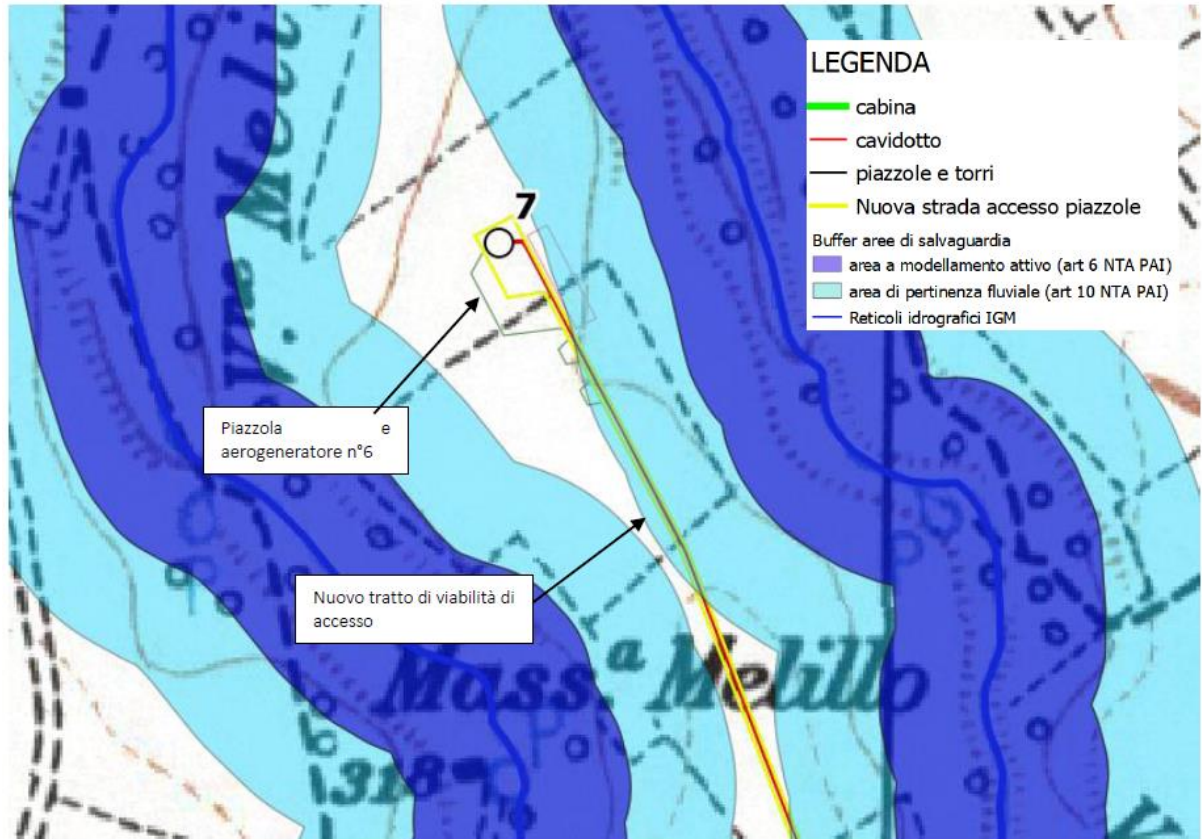 LEGENDA
cabina
cavidotto
piazzole e torri
Nuova strada accesso piazzole
Buffer aree di salvaguardia
area a modellamento attivo (art 6 NTA PAI)
area di pertinenza fluviale (art 10 NTA PAI)
Reticoli idrografici IGM
7
Piazzola e
aerogeneratore n°6
Nuovo tratto di viabilità di
accesso
Mass.a Melillo
318